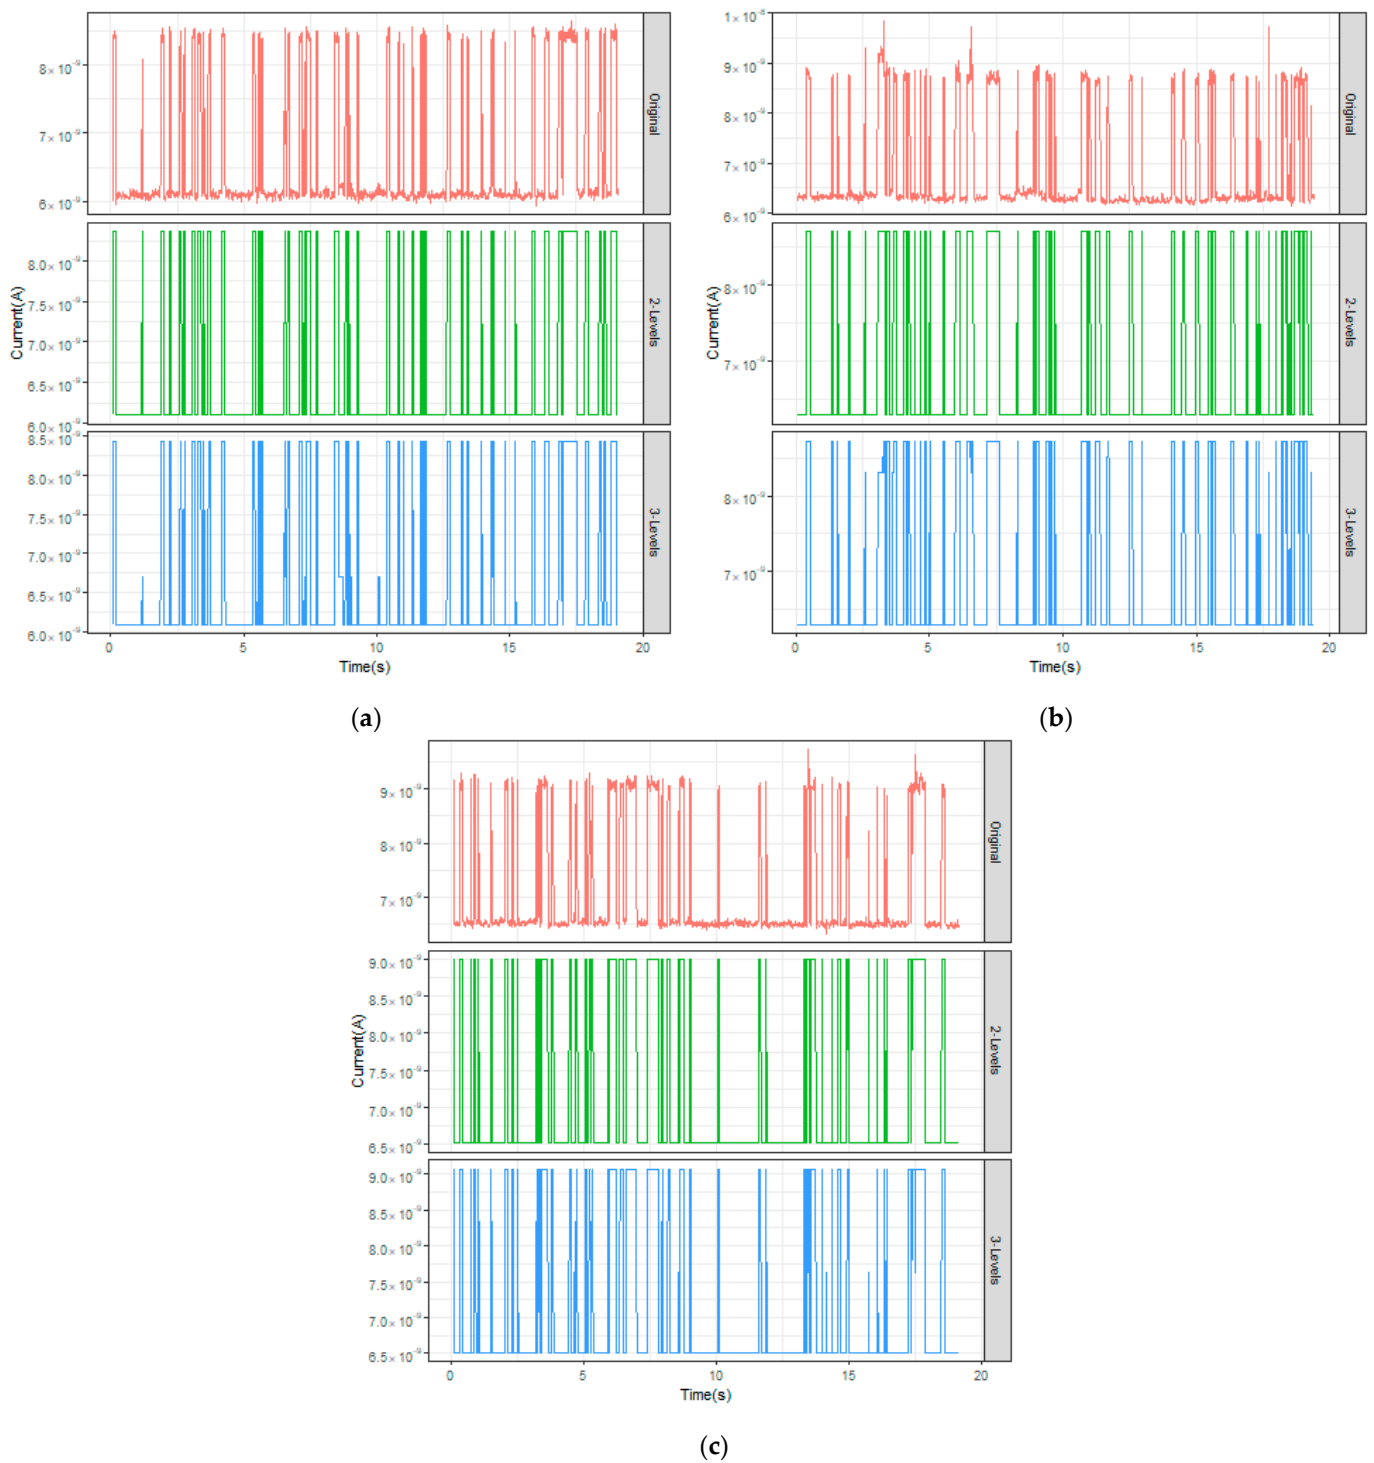 8× 10⁻⁹
7× 10⁻⁹
6× 10⁻⁹
Original
8.0× 10⁻⁹
7.5× 10⁻⁹
7.0× 10⁻⁹
6.5× 10⁻⁹
6.0× 10⁻⁹
2-Levels
8.5× 10⁻⁹
8.0× 10⁻⁹
7.5× 10⁻⁹
7.0× 10⁻⁹
6.5× 10⁻⁹
6.0× 10⁻⁹
3-Levels
Current(A)
0 5 10 15 20
Time(s)
(a)
1× 10⁻⁸
9× 10⁻⁹
8× 10⁻⁹
7× 10⁻⁹
6× 10⁻⁹
Original
8× 10⁻⁹
7× 10⁻⁹
2-Levels
8× 10⁻⁹
7× 10⁻⁹
3-Levels
Current(A)
0 5 10 15 20
Time(s)
(b)
9× 10⁻⁹
8× 10⁻⁹
7× 10⁻⁹
Original
9.0× 10⁻⁹
8.5× 10⁻⁹
8.0× 10⁻⁹
7.5× 10⁻⁹
7.0× 10⁻⁹
6.5× 10⁻⁹
2-Levels
9.0× 10⁻⁹
8.5× 10⁻⁹
8.0× 10⁻⁹
7.5× 10⁻⁹
7.0× 10⁻⁹
6.5× 10⁻⁹
3-Levels
Current(A)
0 5 10 15 20
Time(s)
(c)